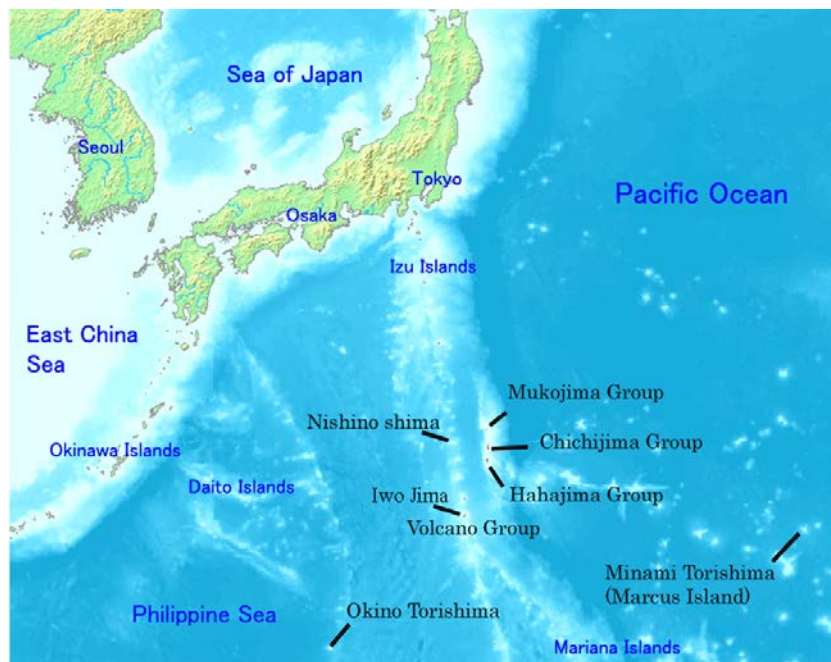 Sea of Japan
Seoul
Tokyo
Pacific Ocean
Osaka
Izu Islands
East China
Sea
Mukojima Group
Nishino shima
Chichijima Group
Okinawa Islands
Daito Islands
Iwo Jima
Hahajima Group
Volcano Group
Minami Torishima
(Marcus Island)
Philippine Sea
Okino Torishima
Mariana Islands